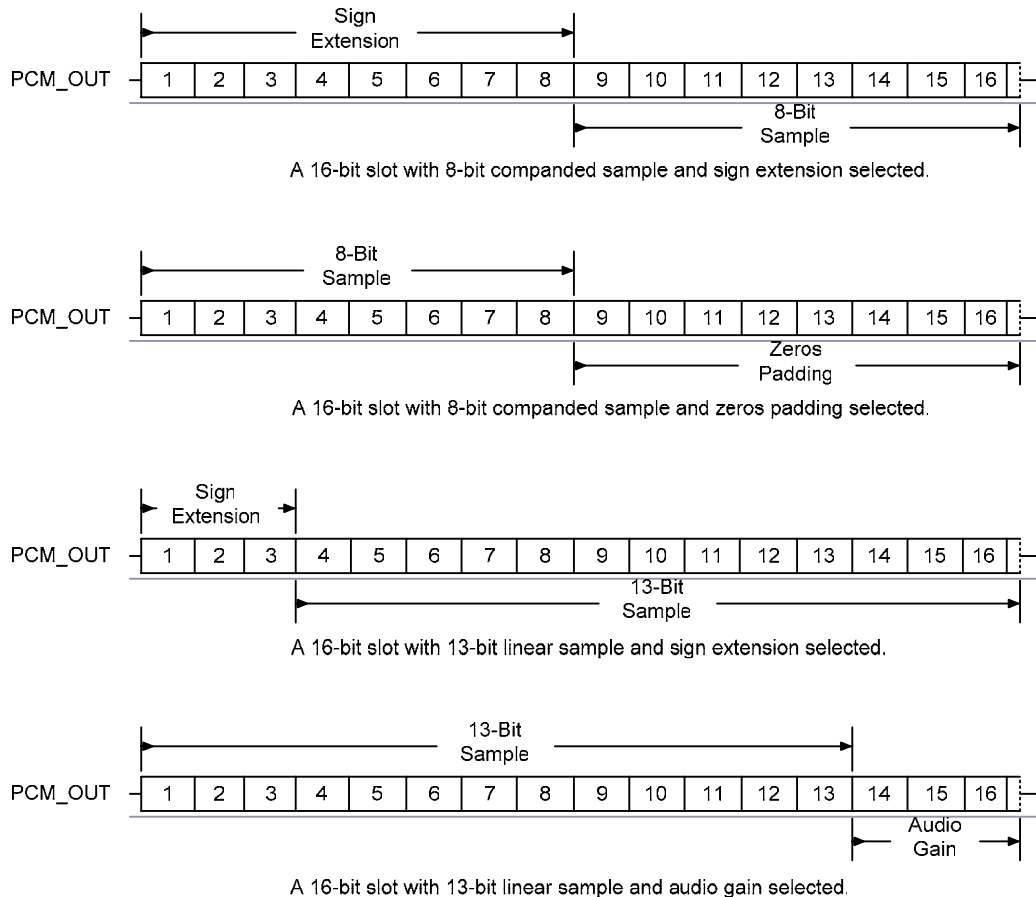 Sign
Extension
PCM_OUT 1 2 3 4 5 6 7 8 9 10 11 12 13 14 15 16
8-Bit
Sample
A 16-bit slot with 8-bit companded sample and sign extension selected.
8-Bit
Sample
PCM_OUT 1 2 3 4 5 6 7 8 9 10 11 12 13 14 15 16
Zeros
Padding
A 16-bit slot with 8-bit companded sample and zeros padding selected.
Sign
Extension
PCM_OUT 1 2 3 4 5 6 7 8 9 10 11 12 13 14 15 16
13-Bit
Sample
A 16-bit slot with 13-bit linear sample and sign extension selected.
13-Bit
Sample
PCM_OUT 1 2 3 4 5 6 7 8 9 10 11 12 13 14 15 16
Audio
Gain
A 16-bit slot with 13-bit linear sample and audio gain selected.